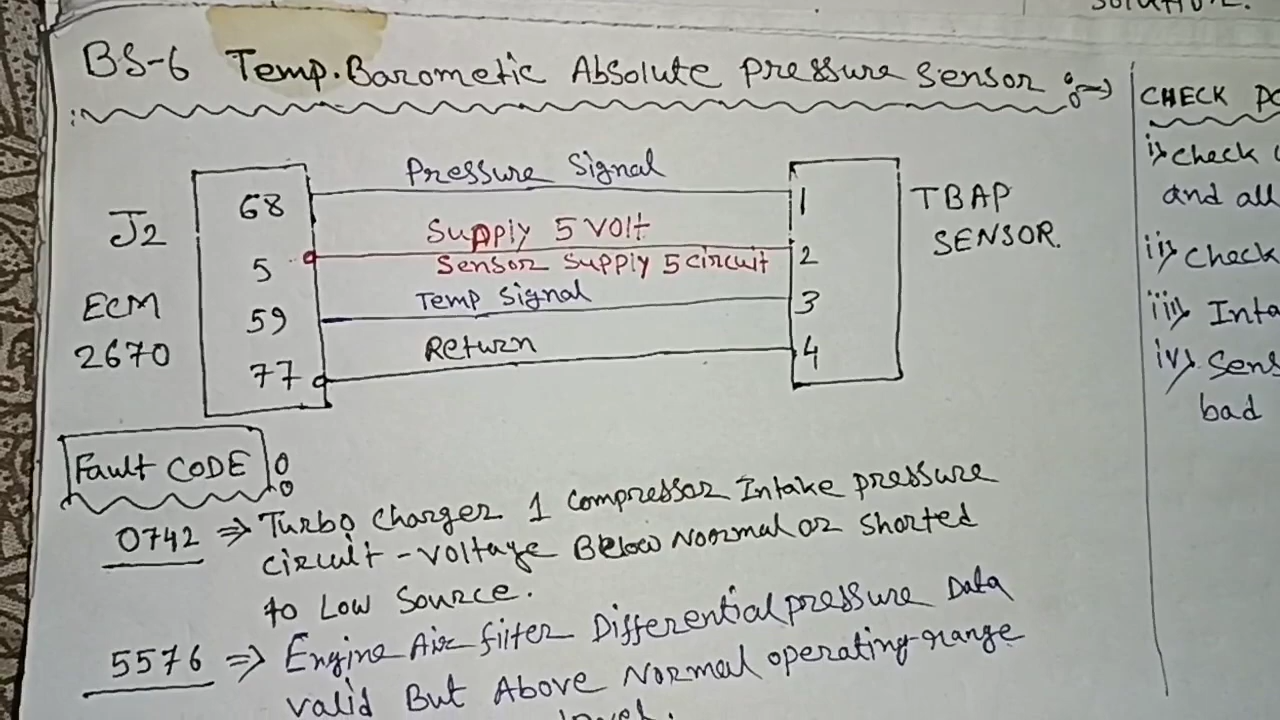 SOLUTION.
BS-6 Temp. Barometic Absolute Pressure Sensor :→
CHECK
Pressure Signal
68
1
TBAP
SENSOR.
J2
Supply 5 Volt
5
2
Sensor Supply 5 circuit
ECM
2670
59
Temp Signal
3
77
Return
4
i) check
and all
ii) check
iii)
iv)
bad
Fault CODE :
0742 ⇒ Turbo charger 1 compressor Intake pressure
circuit - voltage Below Normal or shorted
to Low Source.
5576 ⇒ Engine Air filter Differential pressure Data
valid But Above Normal operating range